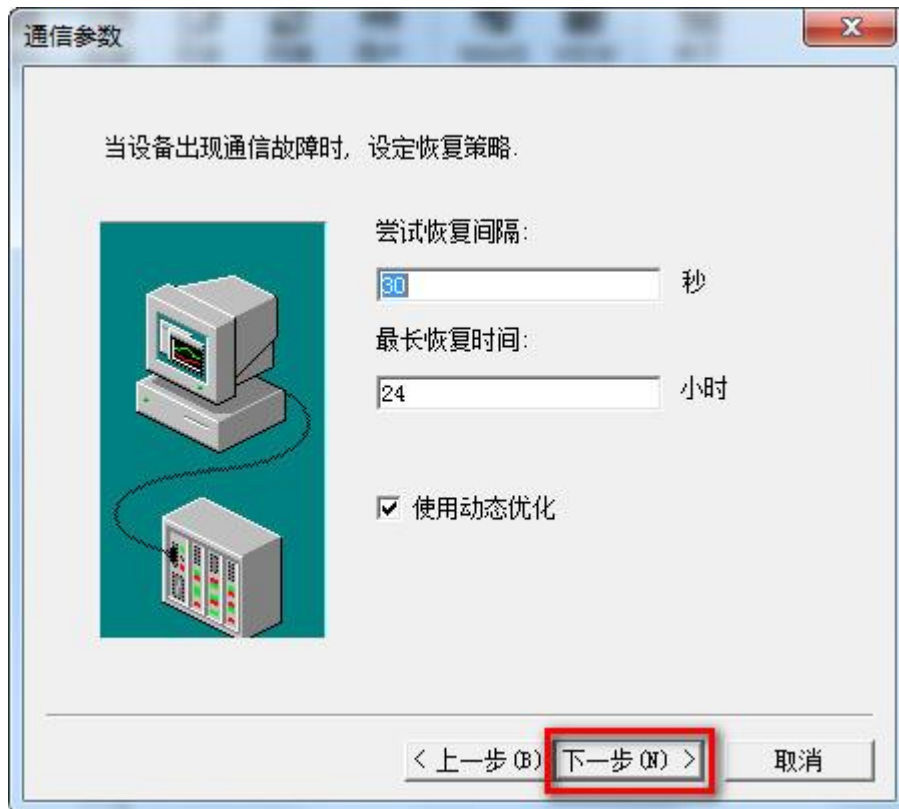 通信参数
当设备出现通信故障时, 设定恢复策略.
尝试恢复间隔:
30 秒
最长恢复时间:
24 小时
使用动态优化
< 上一步(B) 下一步(N) > 取消